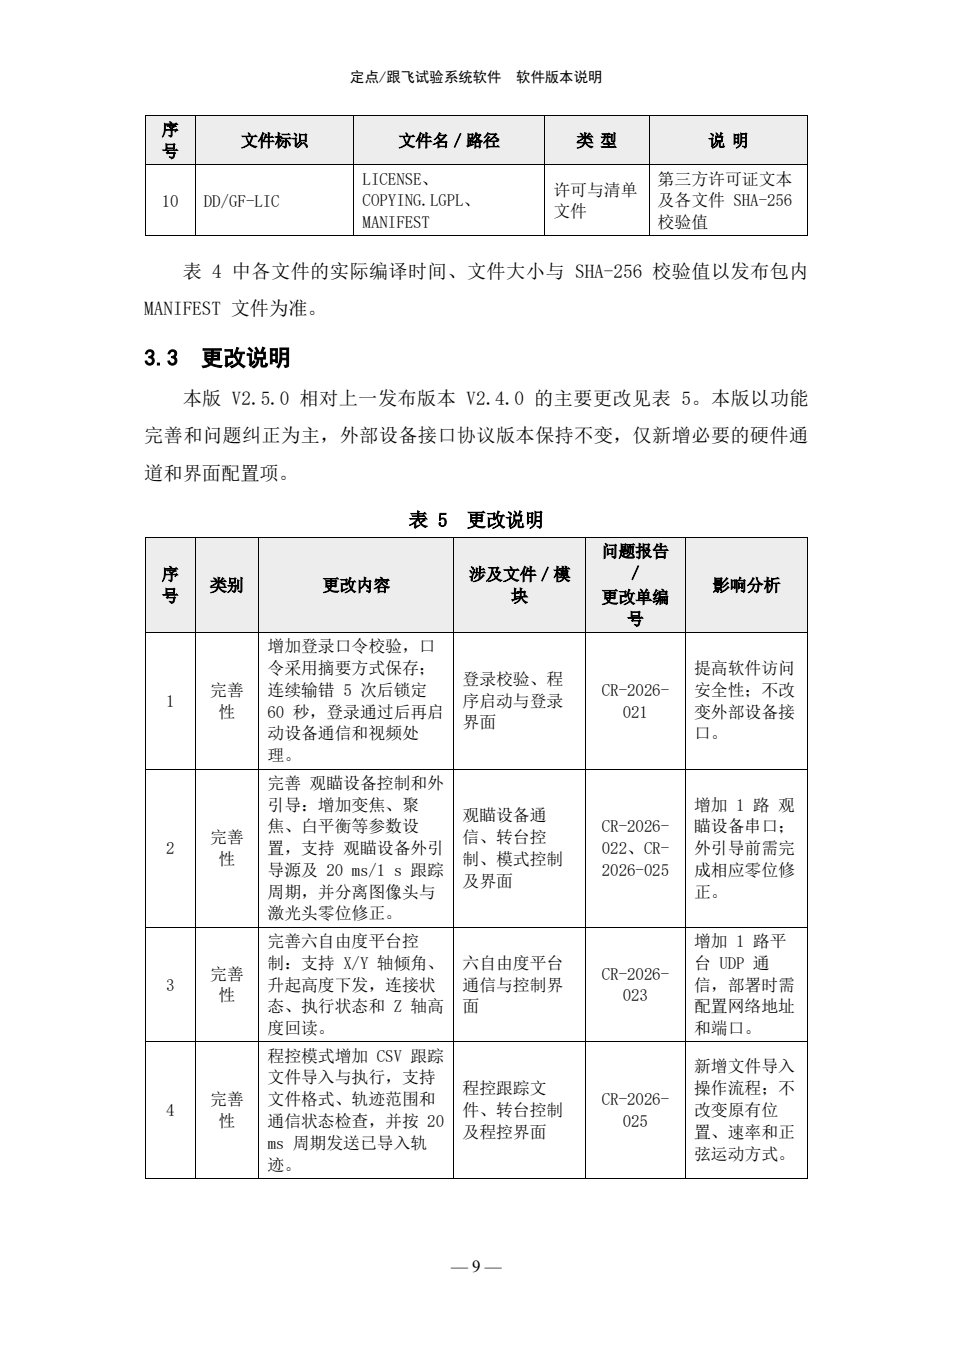 定点/跟飞试验系统软件　软件版本说明
序
号
文件标识
文件名 / 路径
类 型
说 明
10
DD/GF-LIC
LICENSE、
COPYING.LGPL、
MANIFEST
许可与清单
文件
第三方许可证文本
及各文件 SHA-256
校验值
表 4 中各文件的实际编译时间、文件大小与 SHA-256 校验值以发布包内
MANIFEST 文件为准。
3.3　更改说明
本版 V2.5.0 相对上一发布版本 V2.4.0 的主要更改见表 5。本版以功能
完善和问题纠正为主，外部设备接口协议版本保持不变，仅新增必要的硬件通
道和界面配置项。
表 5　更改说明
序
号
类别
更改内容
涉及文件 / 模
块
问题报告
/
更改单编
号
影响分析
1
完善
性
增加登录口令校验，口
令采用摘要方式保存；
连续输错 5 次后锁定
60 秒，登录通过后再启
动设备通信和视频处
理。
登录校验、程
序启动与登录
界面
CR-2026-
021
提高软件访问
安全性；不改
变外部设备接
口。
2
完善
性
完善 观瞄设备控制和外
引导：增加变焦、聚
焦、白平衡等参数设
置，支持 观瞄设备外引
导源及 20 ms/1 s 跟踪
周期，并分离图像头与
激光头零位修正。
观瞄设备通
信、转台控
制、模式控制
及界面
CR-2026-
022、CR-
2026-025
增加 1 路 观
瞄设备串口；
外引导前需完
成相应零位修
正。
3
完善
性
完善六自由度平台控
制：支持 X/Y 轴倾角、
升起高度下发，连接状
态、执行状态和 Z 轴高
度回读。
六自由度平台
通信与控制界
面
CR-2026-
023
增加 1 路平
台 UDP 通
信，部署时需
配置网络地址
和端口。
4
完善
性
程控模式增加 CSV 跟踪
文件导入与执行，支持
文件格式、轨迹范围和
通信状态检查，并按 20
ms 周期发送已导入轨
迹。
程控跟踪文
件、转台控制
及程控界面
CR-2026-
025
新增文件导入
操作流程；不
改变原有位
置、速率和正
弦运动方式。
— 9 —